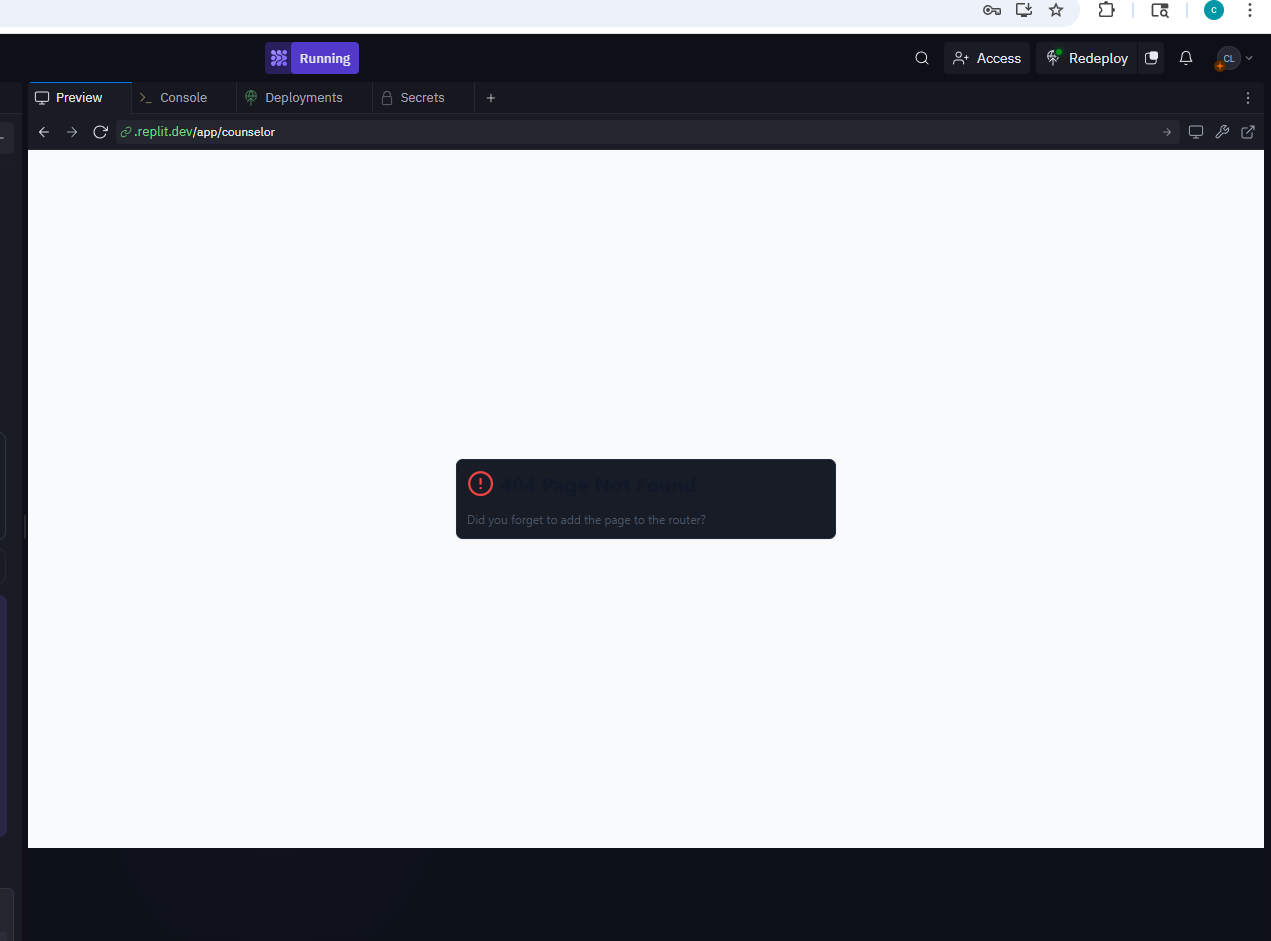 c
Running
Access
Redeploy
CL
Preview
Console
Deployments
Secrets
.replit.dev/app/counselor
404 Page Not Found
Did you forget to add the page to the router?